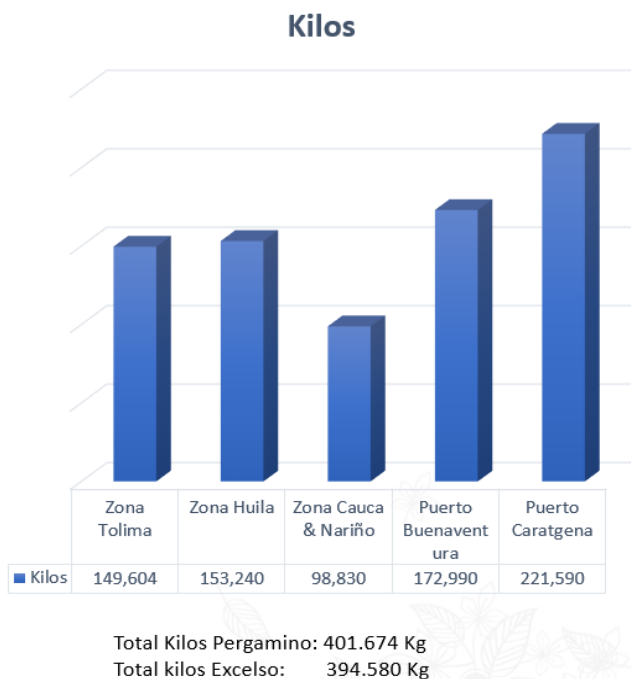 Kilos
Zona
Tolima
Zona Huila
Zona Cauca
& Nariño
Puerto
Buenavent
ura
Puerto
Caratgena
Kilos 149,604 153,240 98,830 172,990 221,590
Total Kilos Pergamino: 401.674 Kg
Total kilos Excelso: 394.580 Kg